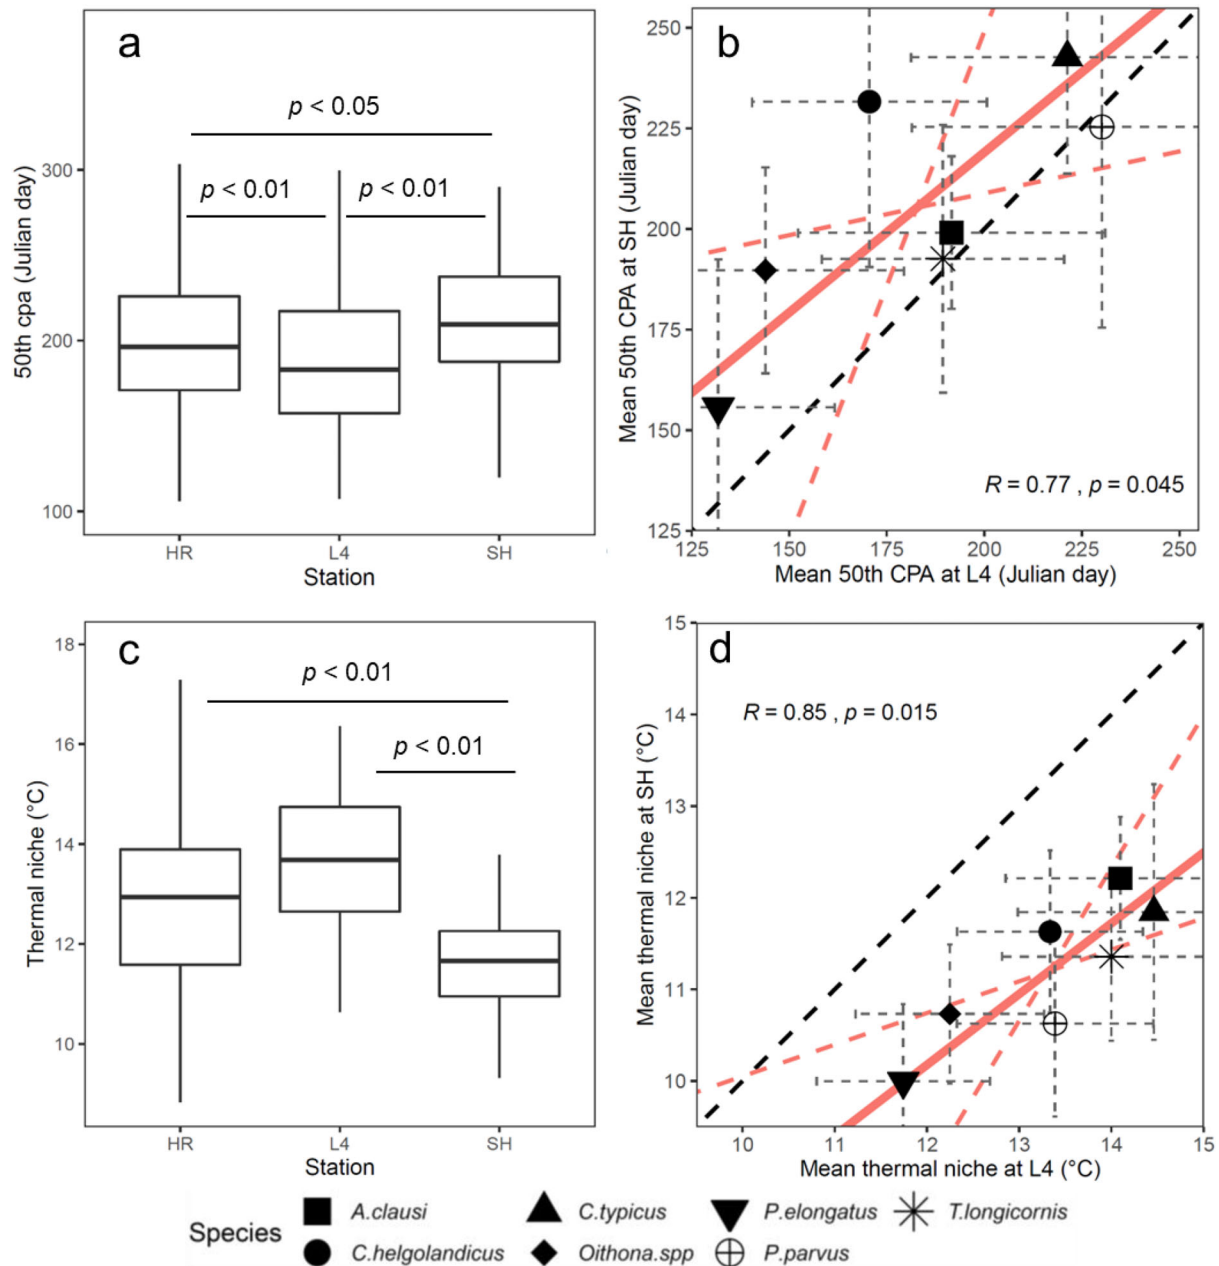 a
p < 0.05
p < 0.01
p < 0.01
50th cpa (Julian day)
300
200
100
HR
L4
SH
Station
b
Mean 50th CPA at SH (Julian day)
250
225
200
175
150
125
R = 0.77 , p = 0.045
125
150
175
200
225
250
Mean 50th CPA at L4 (Julian day)
c
p < 0.01
p < 0.01
Thermal niche (°C)
18
16
14
12
10
HR
L4
SH
Station
d
R = 0.85 , p = 0.015
Mean thermal niche at SH (°C)
15
14
13
12
11
10
10
11
12
13
14
15
Mean thermal niche at L4 (°C)
Species
A.clausi
C.typicus
P.elongatus
T.longicornis
C.helgolandicus
Oithona.spp
P.parvus